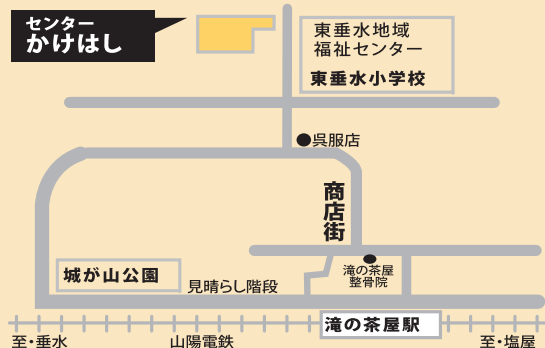 センター
かけはし
東垂水地域
福祉センター
東垂水小学校
呉服店
商店街
滝の茶屋
整骨院
城が山公園
見晴らし階段
滝の茶屋駅
至・垂水
山陽電鉄
至・塩屋